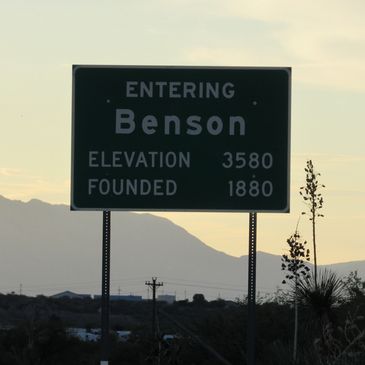 ENTERING
Benson
ELEVATION 3580
FOUNDED 1880